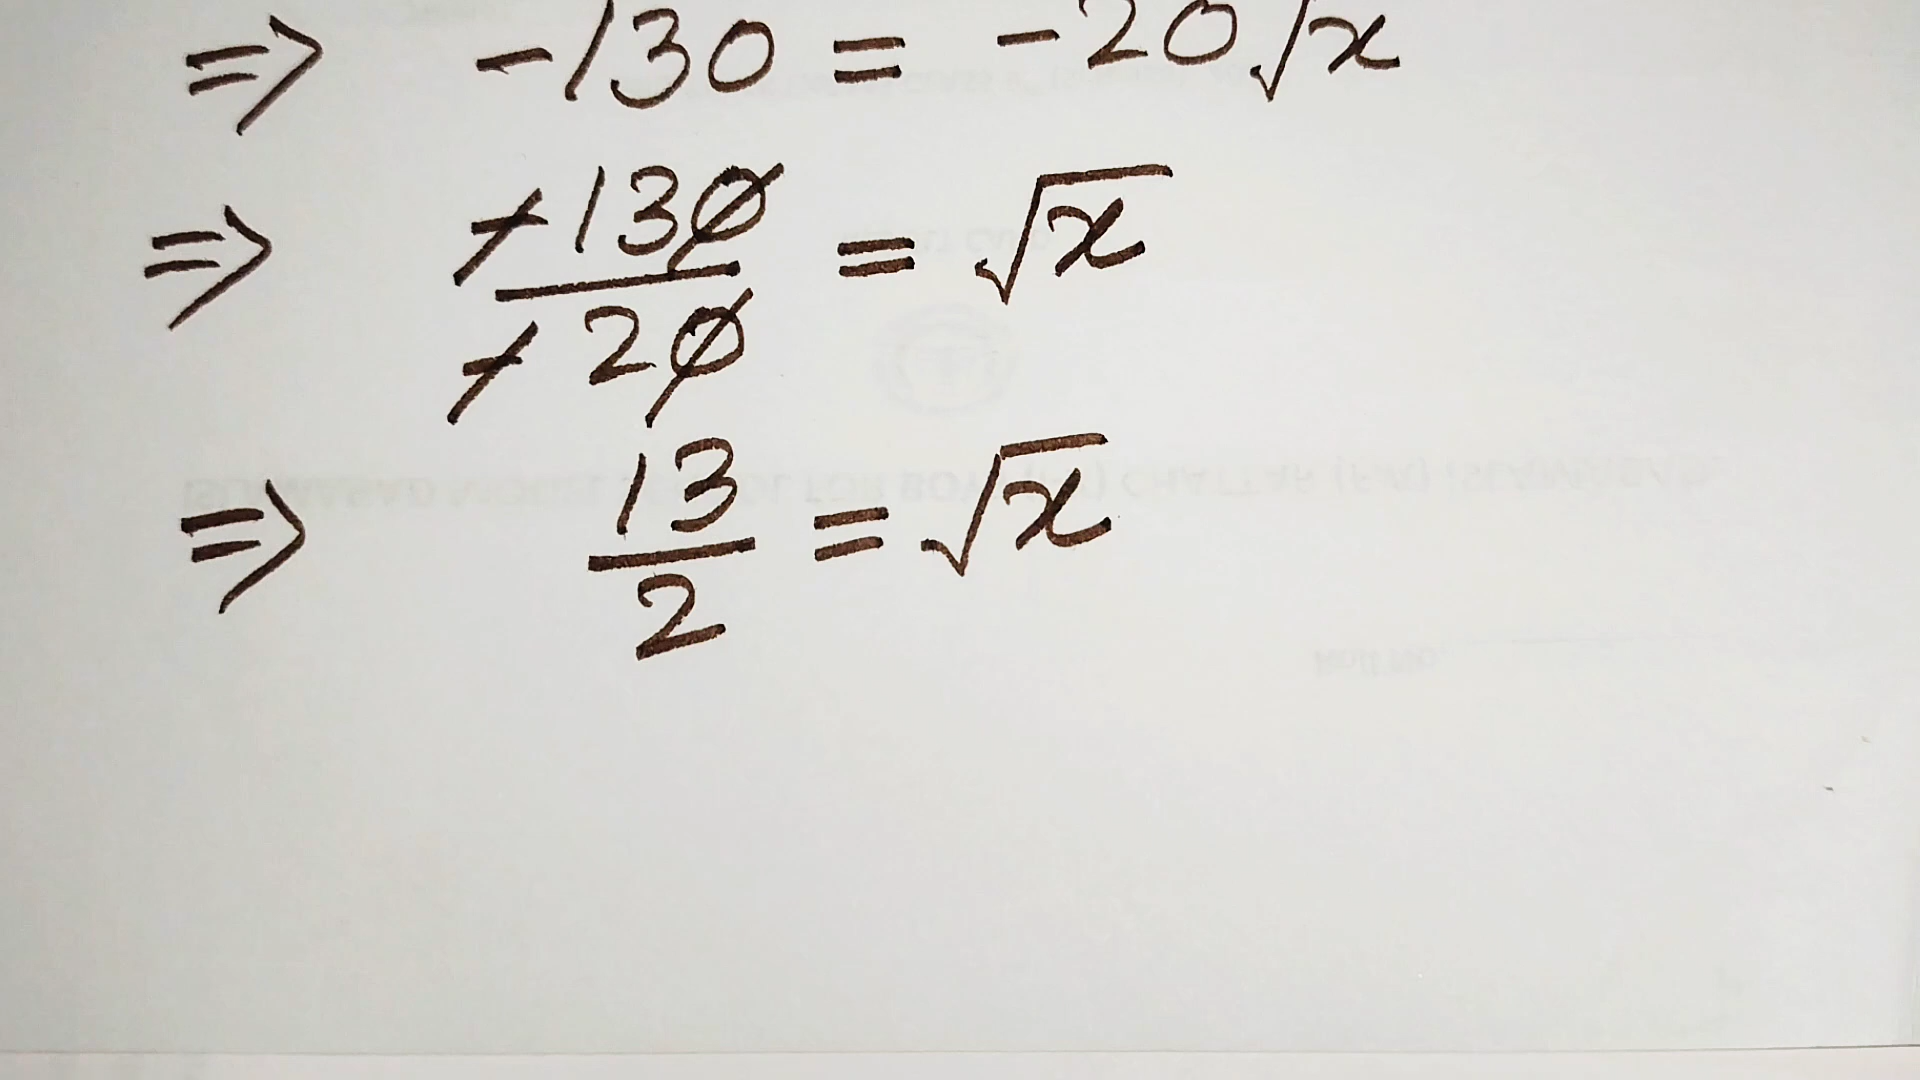 ⇒ -130 = -20√x
⇒ -130/-20 = √x
⇒ 13/2 = √x